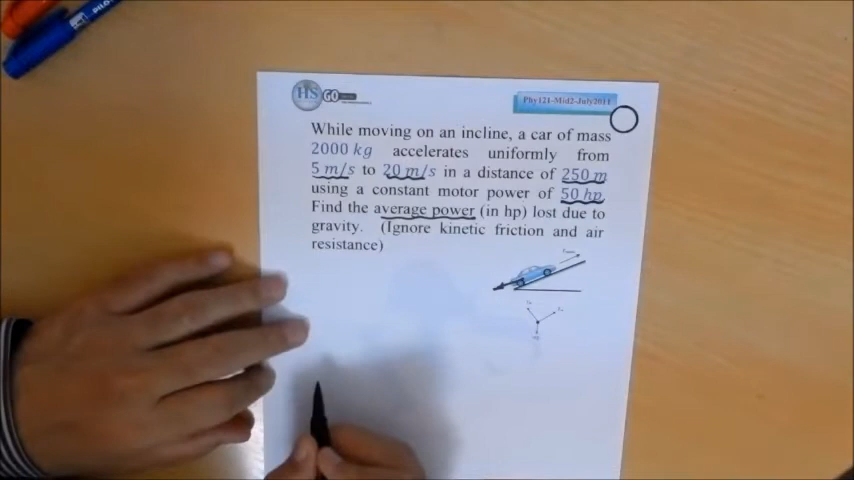 PILOT
HS GO
Phy121-Mid2-July2011
While moving on an incline, a car of mass
2000 kg accelerates uniformly from
5 m/s to 20 m/s in a distance of 250 m
using a constant motor power of 50 hp.
Find the average power (in hp) lost due to
gravity. (Ignore kinetic friction and air
resistance)